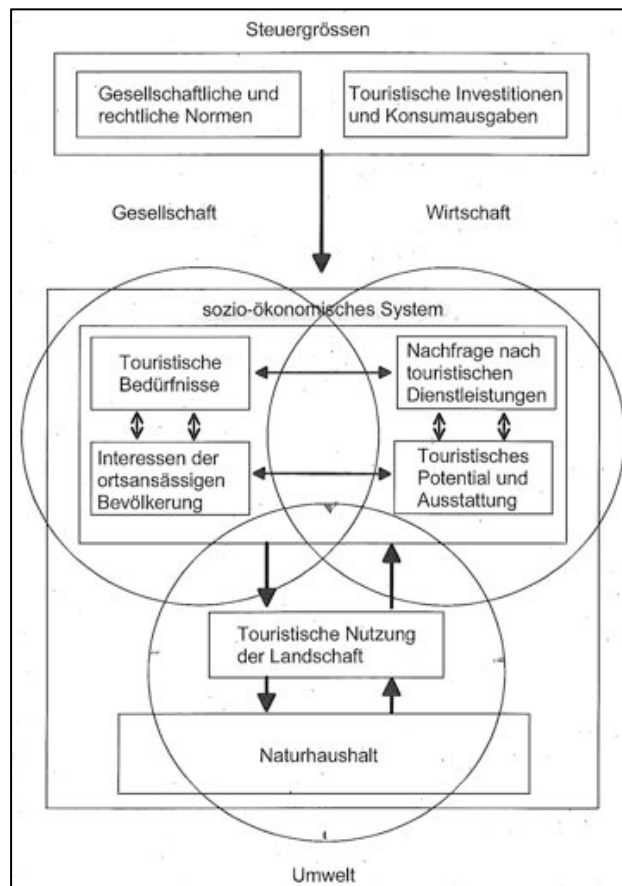 Steuergrössen
Gesellschaftliche und
rechtliche Normen
Touristische Investitionen
und Konsumausgaben
Gesellschaft
Wirtschaft
sozio-ökonomisches System
Touristische
Bedürfnisse
Nachfrage nach
touristischen
Dienstleistungen
Interessen der
ortsansässigen
Bevölkerung
Touristisches
Potential und
Ausstattung
Touristische Nutzung
der Landschaft
Naturhaushalt
Umwelt